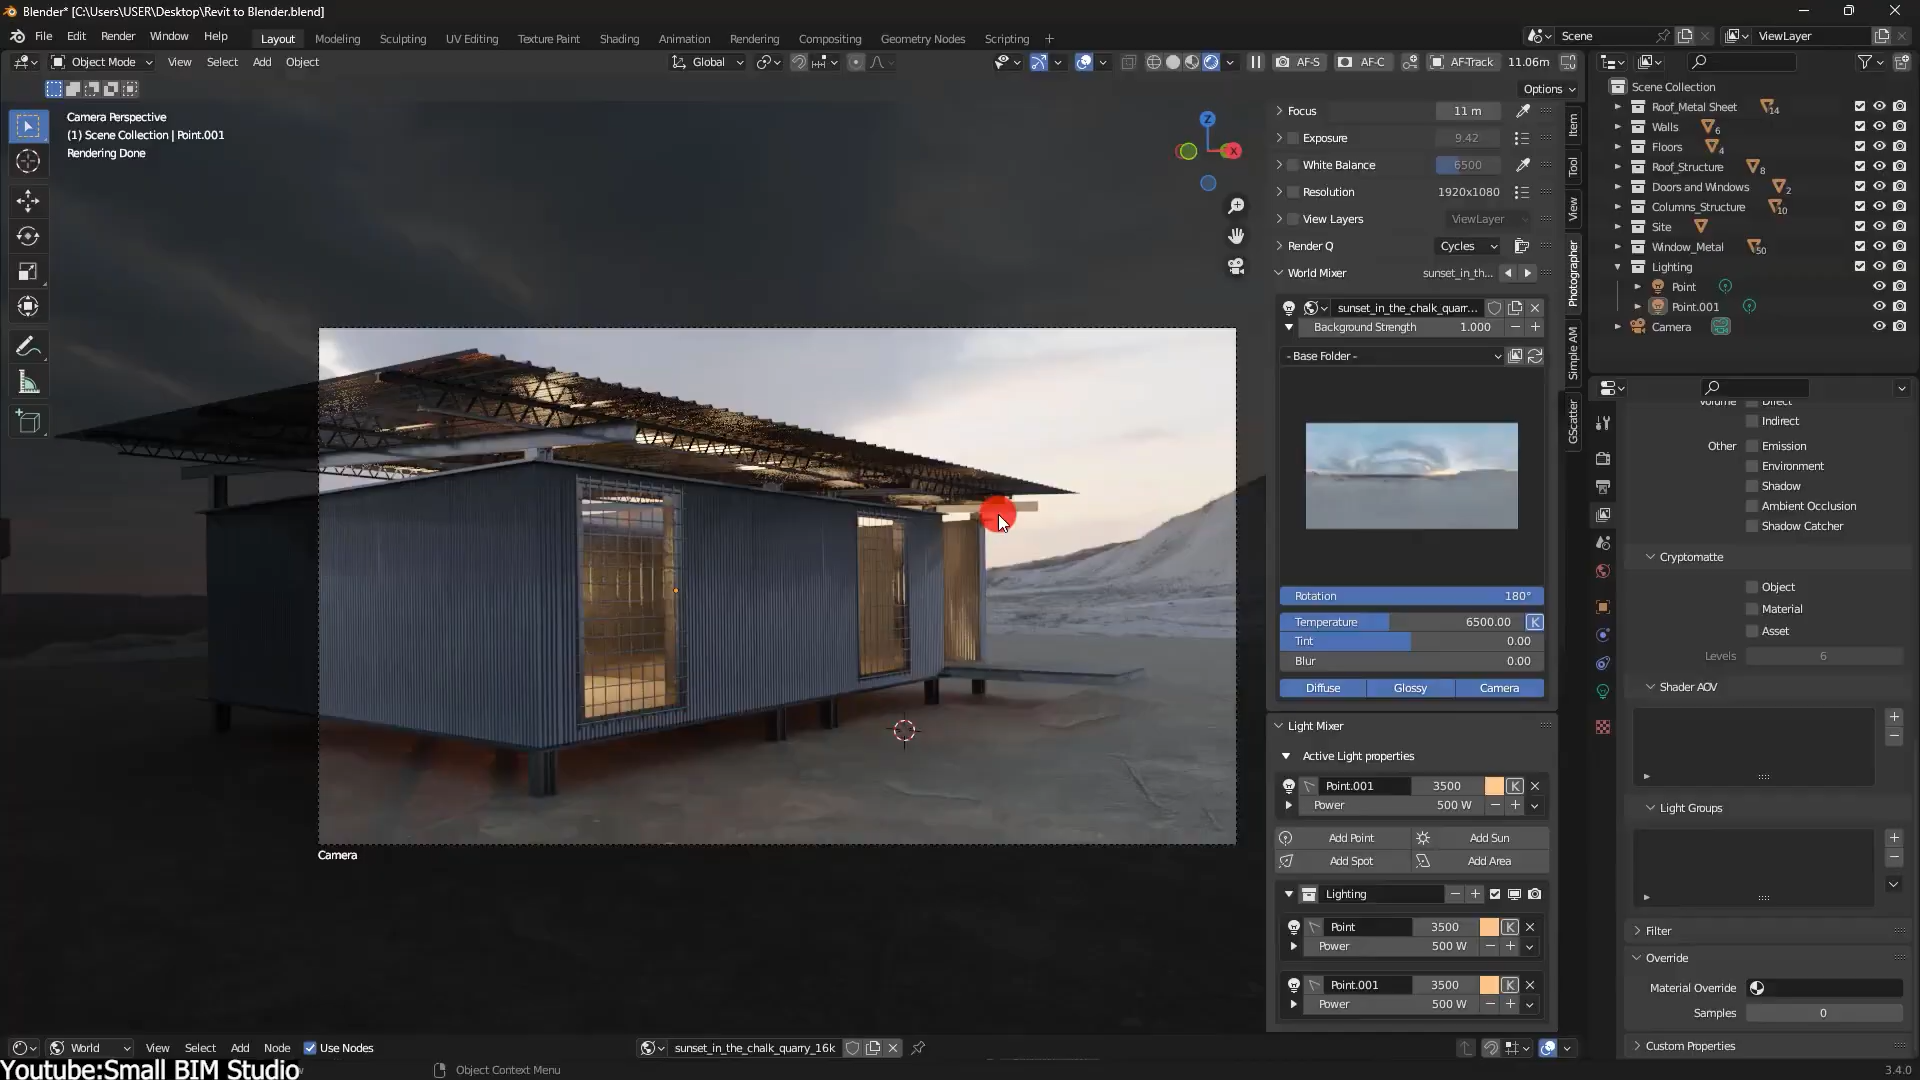 Blender* [C:\Users\USER\Desktop\Revit to Blender.blend]
File Edit Render Window Help Layout Modeling Sculpting UV Editing Texture Paint Shading Animation Rendering Compositing Geometry Nodes Scripting + Scene ViewLayer
Object Mode View Select Add Object Global AF-S AF-C AF-Track 11.06m
Options
Camera Perspective
(1) Scene Collection | Point.001
Rendering Done
Z
X
Camera
Focus 11 m
Exposure 9.42
White Balance 6500
Resolution 1920x1080
View Layers ViewLayer
Render Q Cycles
World Mixer sunset_in_th...
sunset_in_the_chalk_quarr...
Background Strength 1.000
- Base Folder -
Rotation 180°
Temperature 6500.00 K
Tint 0.00
Blur 0.00
Diffuse Glossy Camera
Light Mixer
Active Light properties
Point.001 3500 K
Power 500 W
Add Point Add Sun
Add Spot Add Area
Lighting
Point 3500 K
Power 500 W
Point.001 3500 K
Power 500 W
Item
Tool
View
Photographer
Simple AM
GScatter
Scene Collection
Roof_Metal Sheet 14
Walls 6
Floors 4
Roof_Structure 8
Doors and Windows 2
Columns_Structure 10
Site
Window_Metal 50
Lighting
Point
Point.001
Camera
Volume Direct
Indirect
Other Emission
Environment
Shadow
Ambient Occlusion
Shadow Catcher
Cryptomatte
Object
Material
Asset
Levels 6
Shader AOV
Light Groups
Filter
Override
Material Override
Samples 0
Custom Properties
World View Select Add Node Use Nodes sunset_in_the_chalk_quarry_16k
Youtube:Small BIM Studio
Object Context Menu
3.4.0